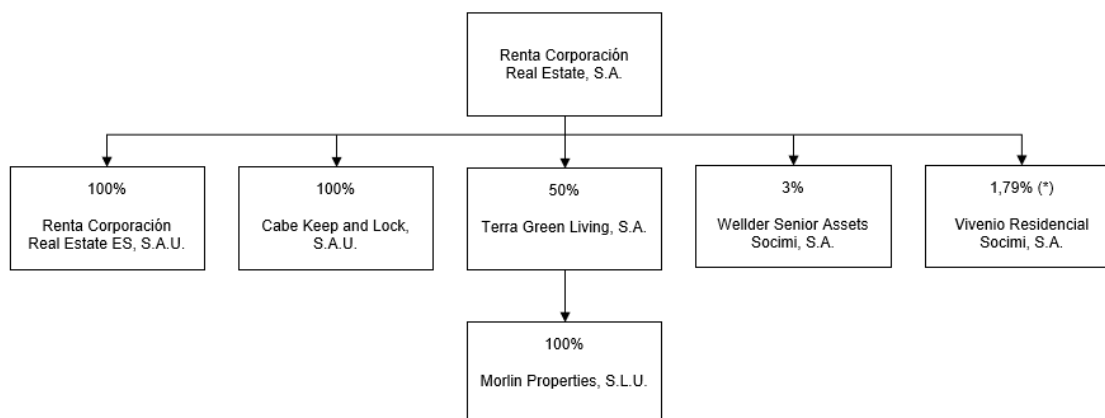 Renta Corporación
Real Estate, S.A.
100%
Renta Corporación
Real Estate ES, S.A.U.
100%
Cabe Keep and Lock,
S.A.U.
50%
Terra Green Living, S.A.
3%
Wellder Senior Assets
Socimi, S.A.
1,79% (*)
Vivenio Residencial
Socimi, S.A.
100%
Morlin Properties, S.L.U.